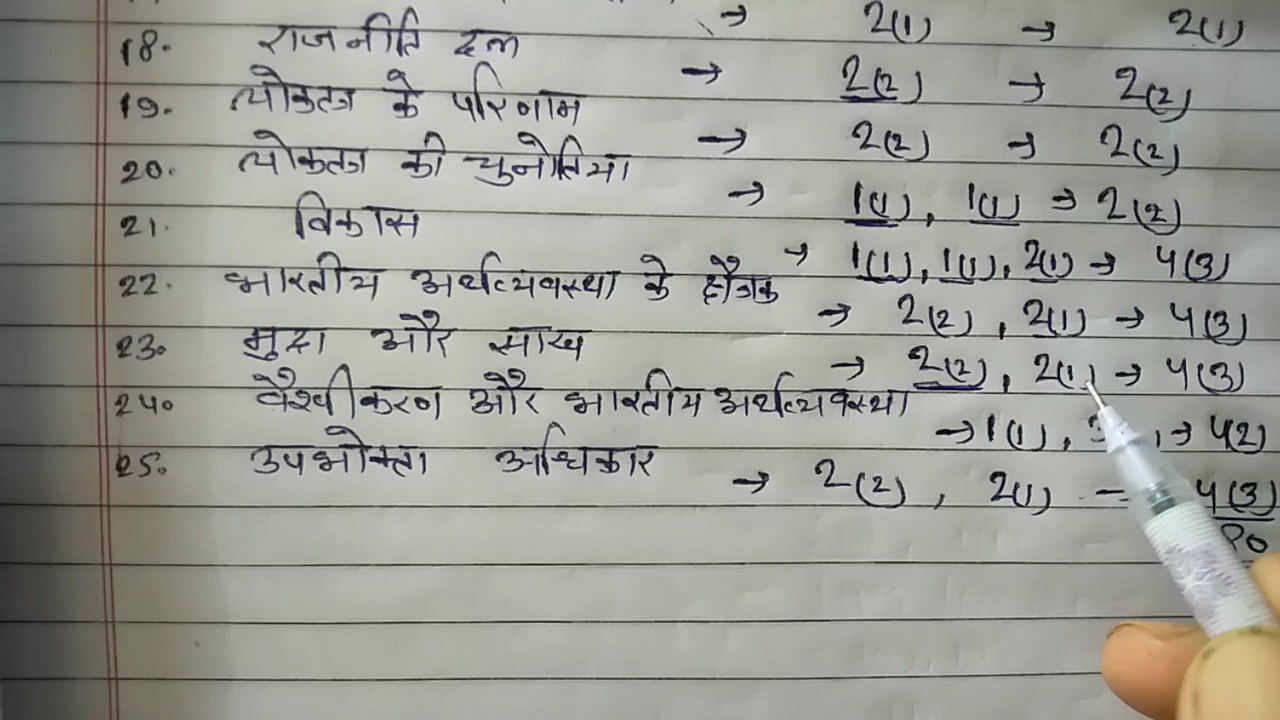 → 2(1) → 2(1)
18. राजनीति दल → 2(2) → 2(2)
19. लोकतंत्र के परिणाम → 2(2) → 2(2)
20. लोकतंत्र की चुनोतिया → 1(1), 1(1) → 2(2)
21. विकास → 1(1), 1(1), 2(1) → 4(3)
22. भारतीय अर्थव्यवस्था के क्षैत्रक → 2(2), 2(1) → 4(3)
23. मुद्रा और साख → 2(2), 2(1) → 4(3)
24. वैश्वीकरण और भारतीय अर्थव्यवस्था → 1(1), → 4(2)
25. उपभोक्ता अधिकार → 2(2), 2(1) – 4(3)